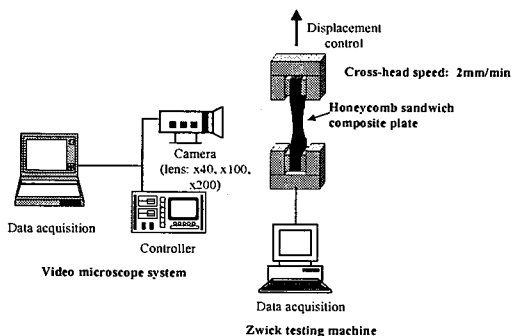 Displacement
control
Cross-head speed: 2mm/min
Honeycomb sandwich
composite plate
Camera
(lens: x40, x100,
x200)
Data acquisition
Controller
Video microscope system
Data acquisition
Zwick testing machine